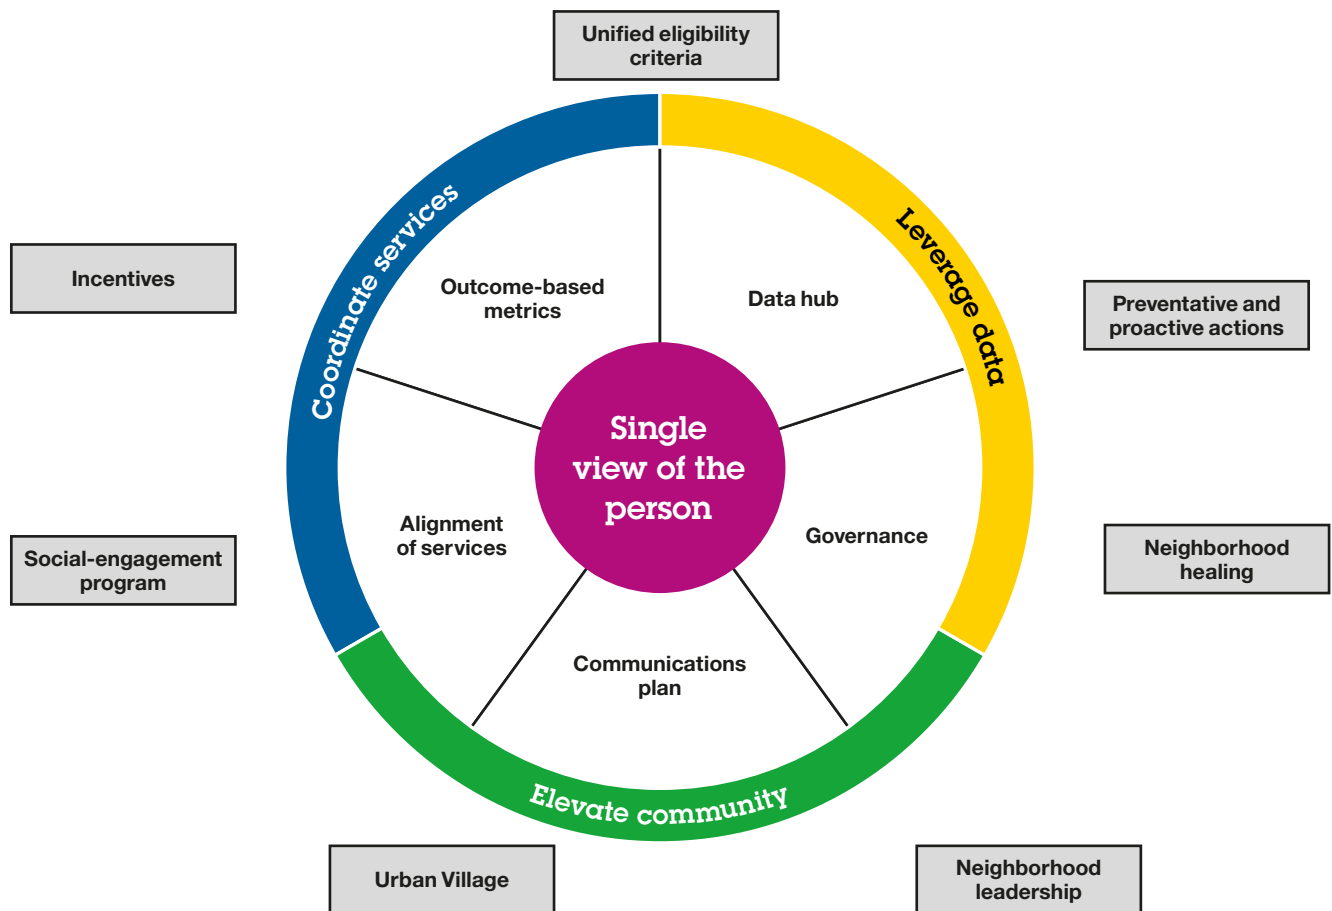 Unified eligibility
criteria
Coordinate services
Leverage data
Incentives
Outcome-based
metrics
Data hub
Preventative and
proactive actions
Single
view of the
person
Social-engagement
program
Alignment
of services
Governance
Neighborhood
healing
Communications
plan
Elevate community
Urban Village
Neighborhood
leadership